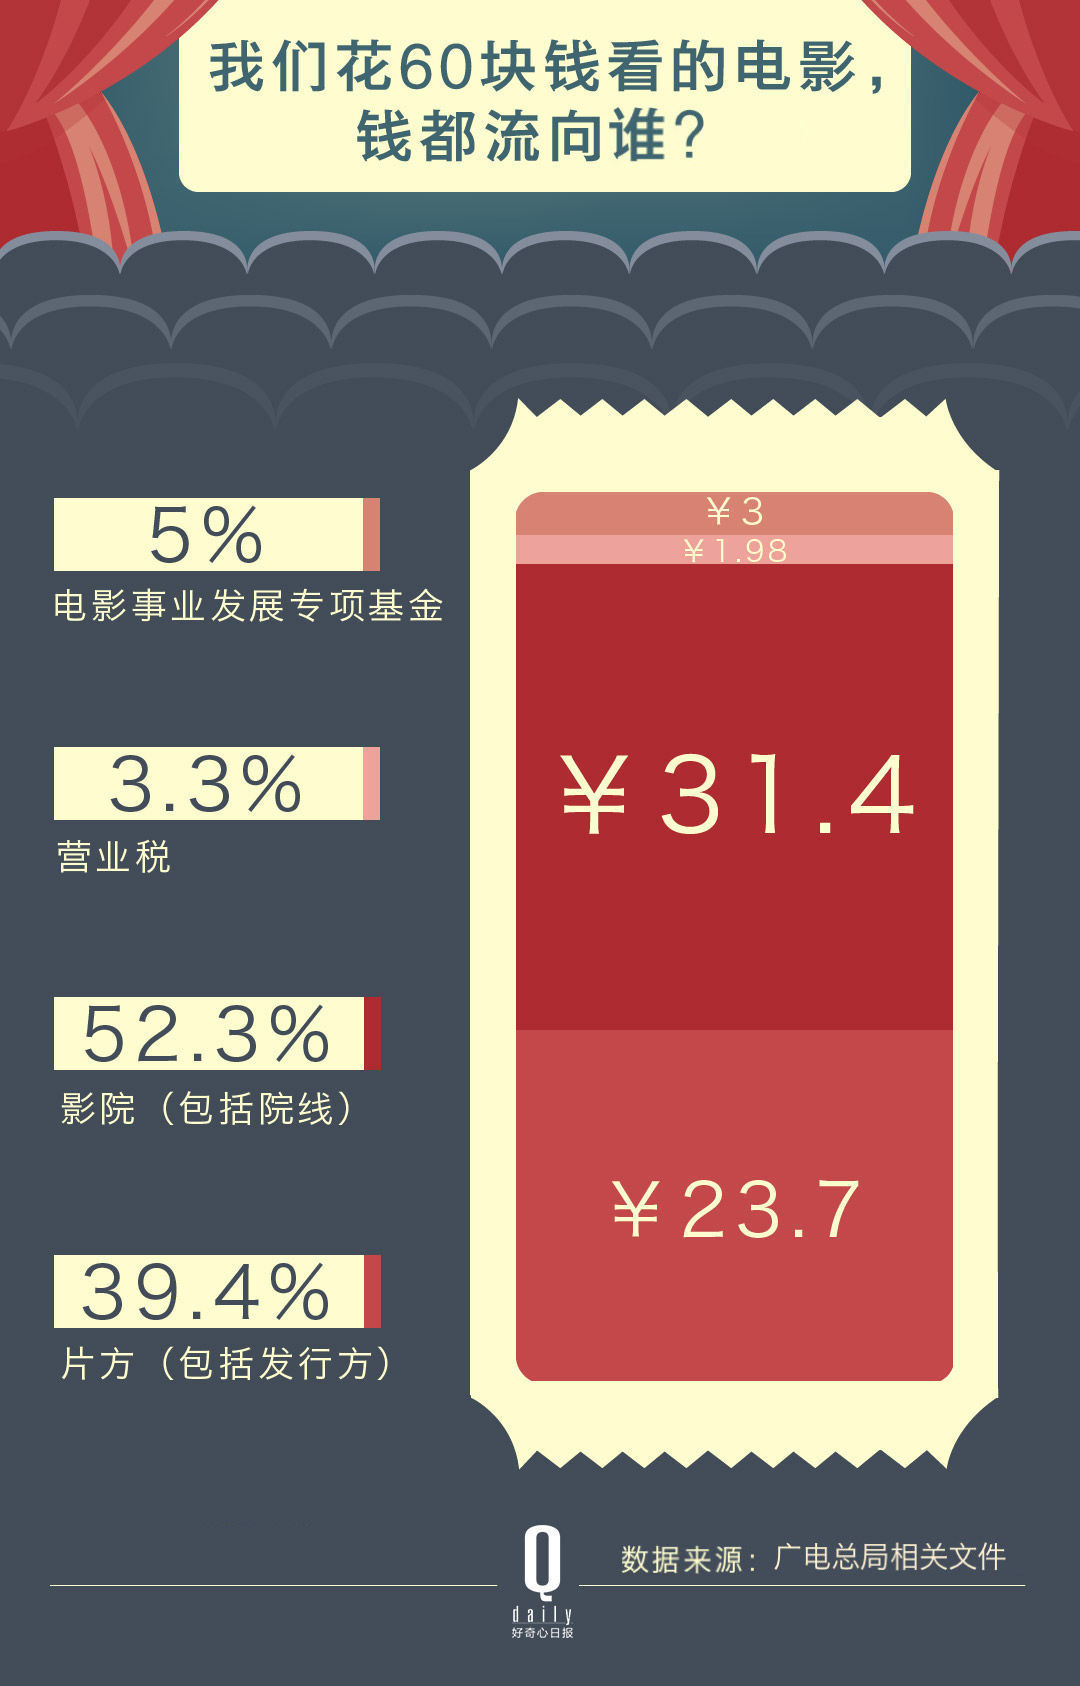 我们花60块钱看的电影，
钱都流向谁？
5%
电影事业发展专项基金
3.3%
营业税
52.3%
影院（包括院线）
39.4%
片方（包括发行方）
¥3
¥1.98
¥31.4
¥23.7
数据来源：广电总局相关文件
Q
daily
好奇心日报